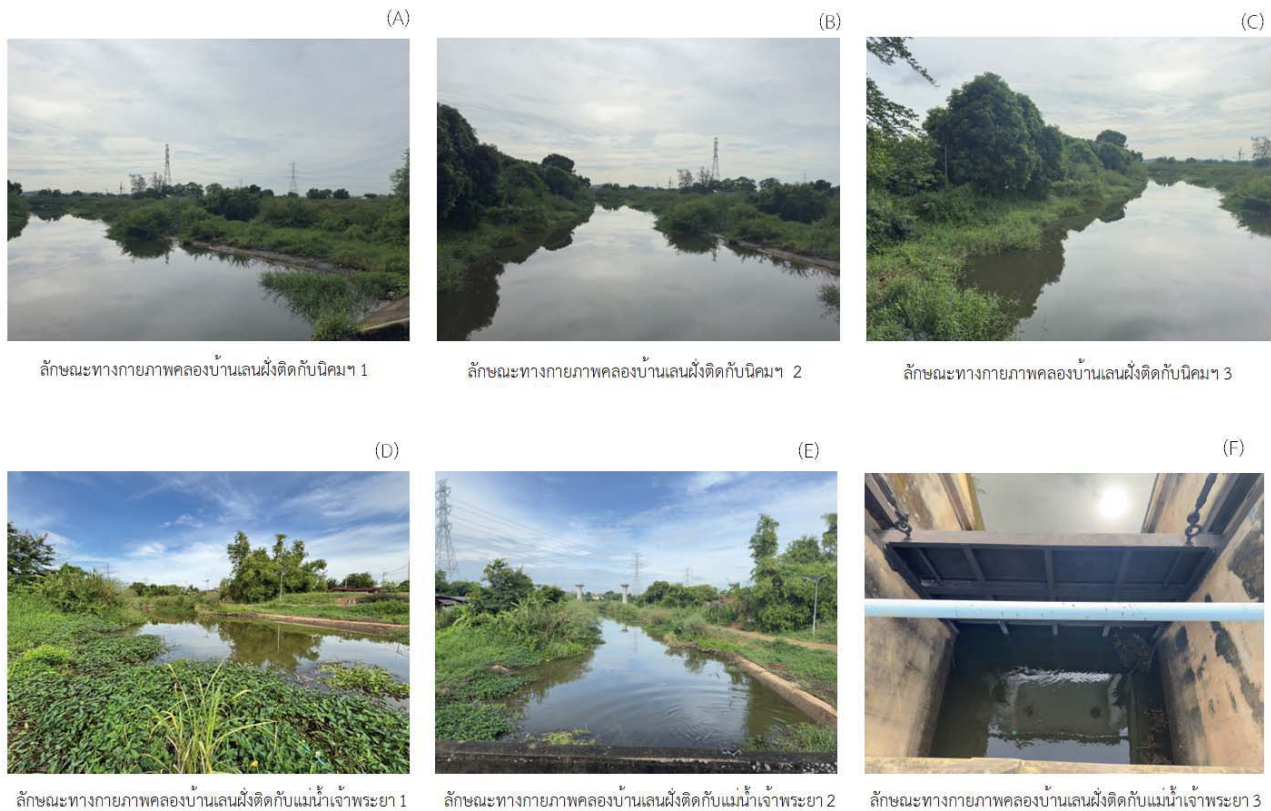 (A)
(B)
(C)
ลักษณะทางกายภาพคลองบ้านเลนฝั่งติดกับนิคมฯ 1
ลักษณะทางกายภาพคลองบ้านเลนฝั่งติดกับนิคมฯ 2
ลักษณะทางกายภาพคลองบ้านเลนฝั่งติดกับนิคมฯ 3
(D)
(E)
(F)
ลักษณะทางกายภาพคลองบ้านเลนฝั่งติดกับแม่น้ำเจ้าพระยา 1
ลักษณะทางกายภาพคลองบ้านเลนฝั่งติดกับแม่น้ำเจ้าพระยา 2
ลักษณะทางกายภาพคลองบ้านเลนฝั่งติดกับแม่น้ำเจ้าพระยา 3